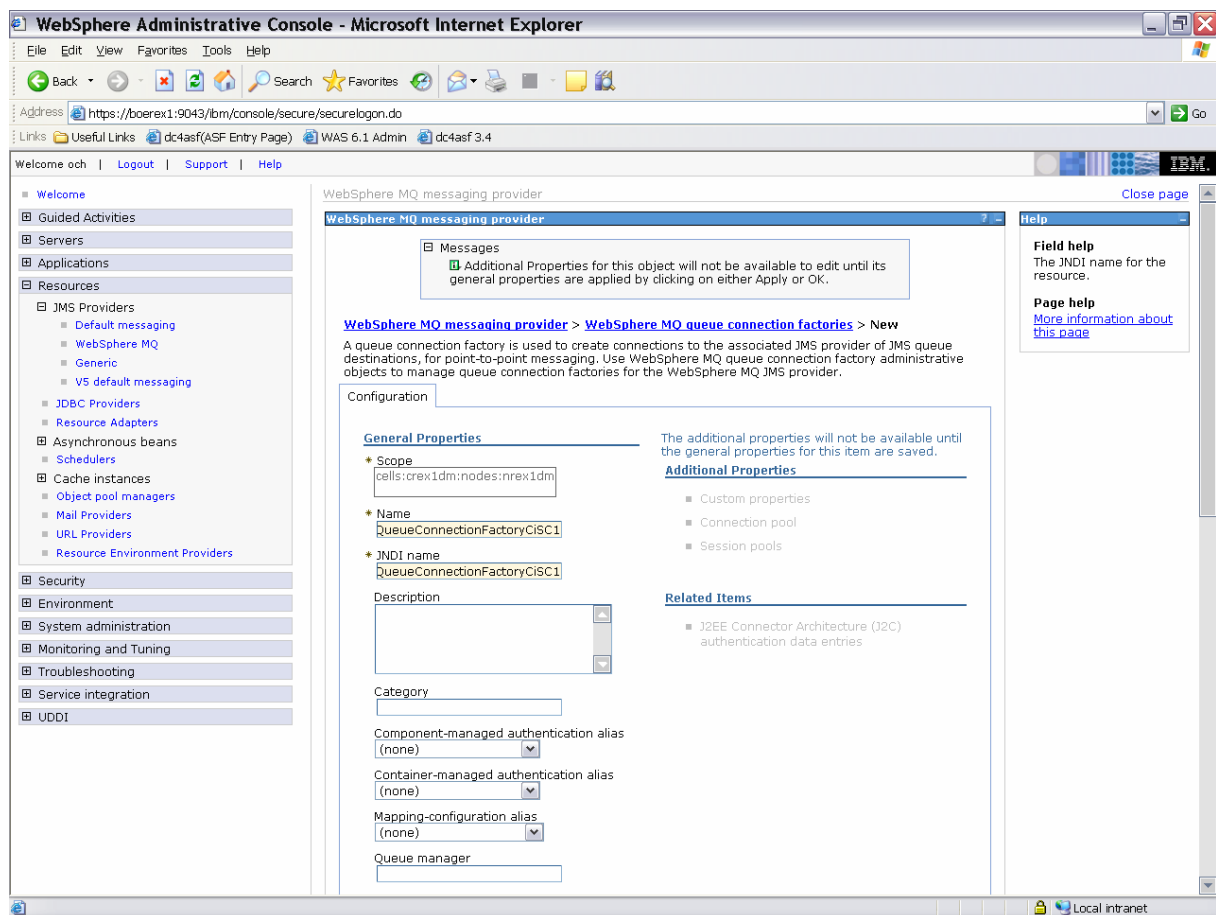 WebSphere Administrative Console - Microsoft Internet Explorer
File Edit View Favorites Tools Help
Back Search Favorites
Address https://boerex1:9043/ibm/console/secure/securelogon.do Go
Links Useful Links dc4asf(ASF Entry Page) WAS 6.1 Admin dc4asf 3.4
Welcome och | Logout | Support | Help IBM.
Welcome
Guided Activities
Servers
Applications
Resources
JMS Providers
Default messaging
WebSphere MQ
Generic
V5 default messaging
JDBC Providers
Resource Adapters
Asynchronous beans
Schedulers
Cache instances
Object pool managers
Mail Providers
URL Providers
Resource Environment Providers
Security
Environment
System administration
Monitoring and Tuning
Troubleshooting
Service integration
UDDI
WebSphere MQ messaging provider Close page
WebSphere MQ messaging provider ? -
Messages
Additional Properties for this object will not be available to edit until its
general properties are applied by clicking on either Apply or OK.
WebSphere MQ messaging provider > WebSphere MQ queue connection factories > New
A queue connection factory is used to create connections to the associated JMS provider of JMS queue
destinations, for point-to-point messaging. Use WebSphere MQ queue connection factory administrative
objects to manage queue connection factories for the WebSphere MQ JMS provider.
Configuration
General Properties
* Scope
cells:crex1dm:nodes:nrex1dm
* Name
QueueConnectionFactoryCiSC1
* JNDI name
QueueConnectionFactoryCiSC1
Description
Category
Component-managed authentication alias
(none)
Container-managed authentication alias
(none)
Mapping-configuration alias
(none)
Queue manager
The additional properties will not be available until
the general properties for this item are saved.
Additional Properties
Custom properties
Connection pool
Session pools
Related Items
J2EE Connector Architecture (J2C)
authentication data entries
Help -
Field help
The JNDI name for the
resource.
Page help
More information about
this page
Local intranet